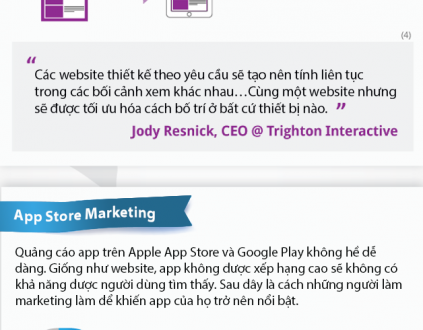 (4)
“
Các website thiết kế theo yêu cầu sẽ tạo nên tính liên tục
trong các bối cảnh xem khác nhau…Cùng một website nhưng
sẽ được tối ưu hóa cách bố trí ở bất cứ thiết bị nào. ”
Jody Resnick, CEO @ Trighton Interactive
App Store Marketing
Quảng cáo app trên Apple App Store và Google Play không hề dễ
dàng. Giống như website, app không được xếp hạng cao sẽ không có
khả năng được người dùng tìm thấy. Sau dây là cách những người làm
marketing làm để khiến app của họ trở nên nổi bật.